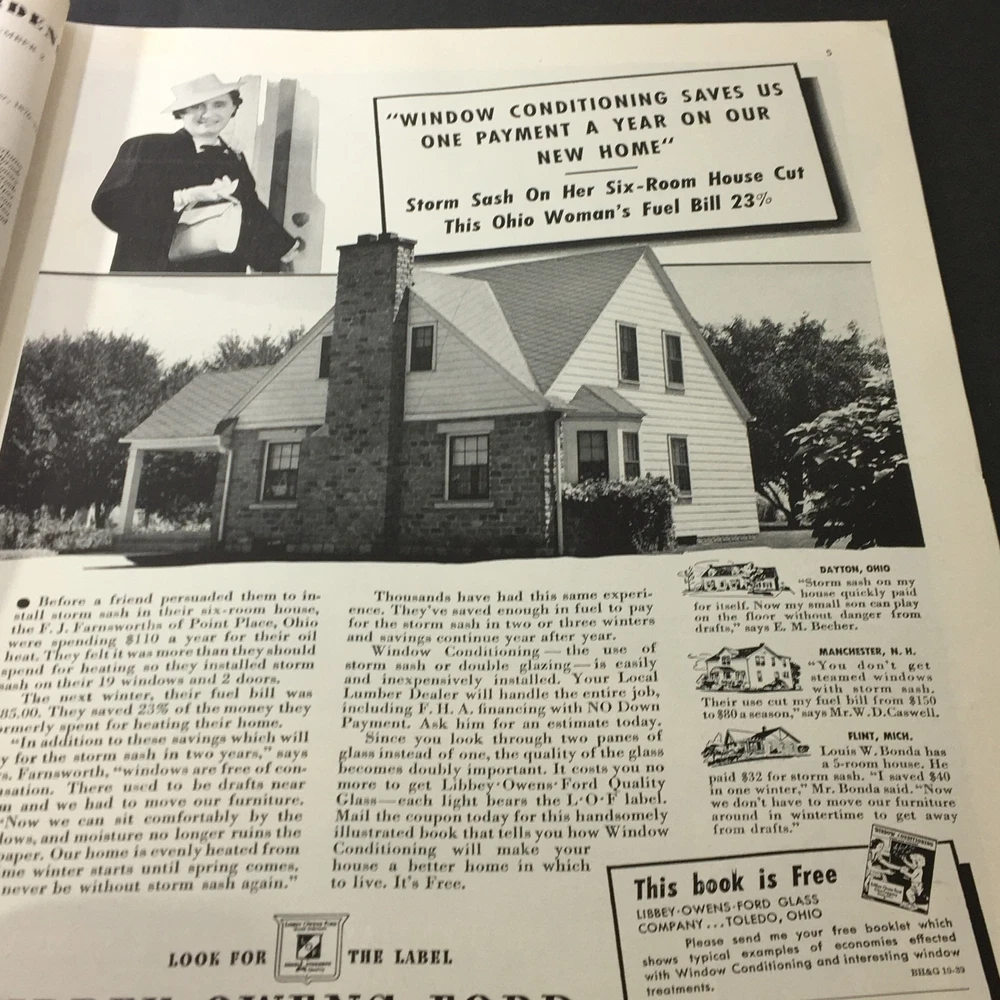 5
"WINDOW CONDITIONING SAVES US
ONE PAYMENT A YEAR ON OUR
NEW HOME"
Storm Sash On Her Six-Room House Cut
This Ohio Woman's Fuel Bill 23%
● Before a friend persuaded them to in-
stall storm sash in their six-room house,
the F. J. Farnsworths of Point Place, Ohio
were spending $110 a year for their oil
heat. They felt it was more than they should
spend for heating so they installed storm
sash on their 19 windows and 2 doors.
The next winter, their fuel bill was
85.00. They saved 23% of the money they
ormerly spent for heating their home.
"In addition to these savings which will
y for the storm sash in two years," says
s. Farnsworth, "windows are free of con-
nsation. There used to be drafts near
m and we had to move our furniture.
"Now we can sit comfortably by the
lows, and moisture no longer ruins the
paper. Our home is evenly heated from
me winter starts until spring comes.
never be without storm sash again."
Thousands have had this same experi-
ence. They've saved enough in fuel to pay
for the storm sash in two or three winters
and savings continue year after year.
Window Conditioning — the use of
storm sash or double glazing — is easily
and inexpensively installed. Your Local
Lumber Dealer will handle the entire job,
including F. H. A. financing with NO Down
Payment. Ask him for an estimate today.
Since you look through two panes of
glass instead of one, the quality of the glass
becomes doubly important. It costs you no
more to get Libbey·Owens·Ford Quality
Glass—each light bears the L·O·F label.
Mail the coupon today for this handsomely
illustrated book that tells you how Window
Conditioning will make your
house a better home in which
to live. It's Free.
DAYTON, OHIO
"Storm sash on my
house quickly paid
for itself. Now my small son can play
on the floor without danger from
drafts," says E. M. Becher.
MANCHESTER, N. H.
"You don't get
steamed windows
with storm sash.
Their use cut my fuel bill from $150
to $80 a season," says Mr. W. D. Caswell.
FLINT, MICH.
Louis W. Bonda has
a 5-room house. He
paid $32 for storm sash. "I saved $40
in one winter," Mr. Bonda said. "Now
we don't have to move our furniture
around in wintertime to get away
from drafts."
LOOK FOR THE LABEL
WINDOW CONDITIONING
This book is Free
LIBBEY·OWENS·FORD GLASS
COMPANY...TOLEDO, OHIO
Please send me your free booklet which
shows typical examples of economies effected
with Window Conditioning and interesting window
treatments.
BH&G 10-39